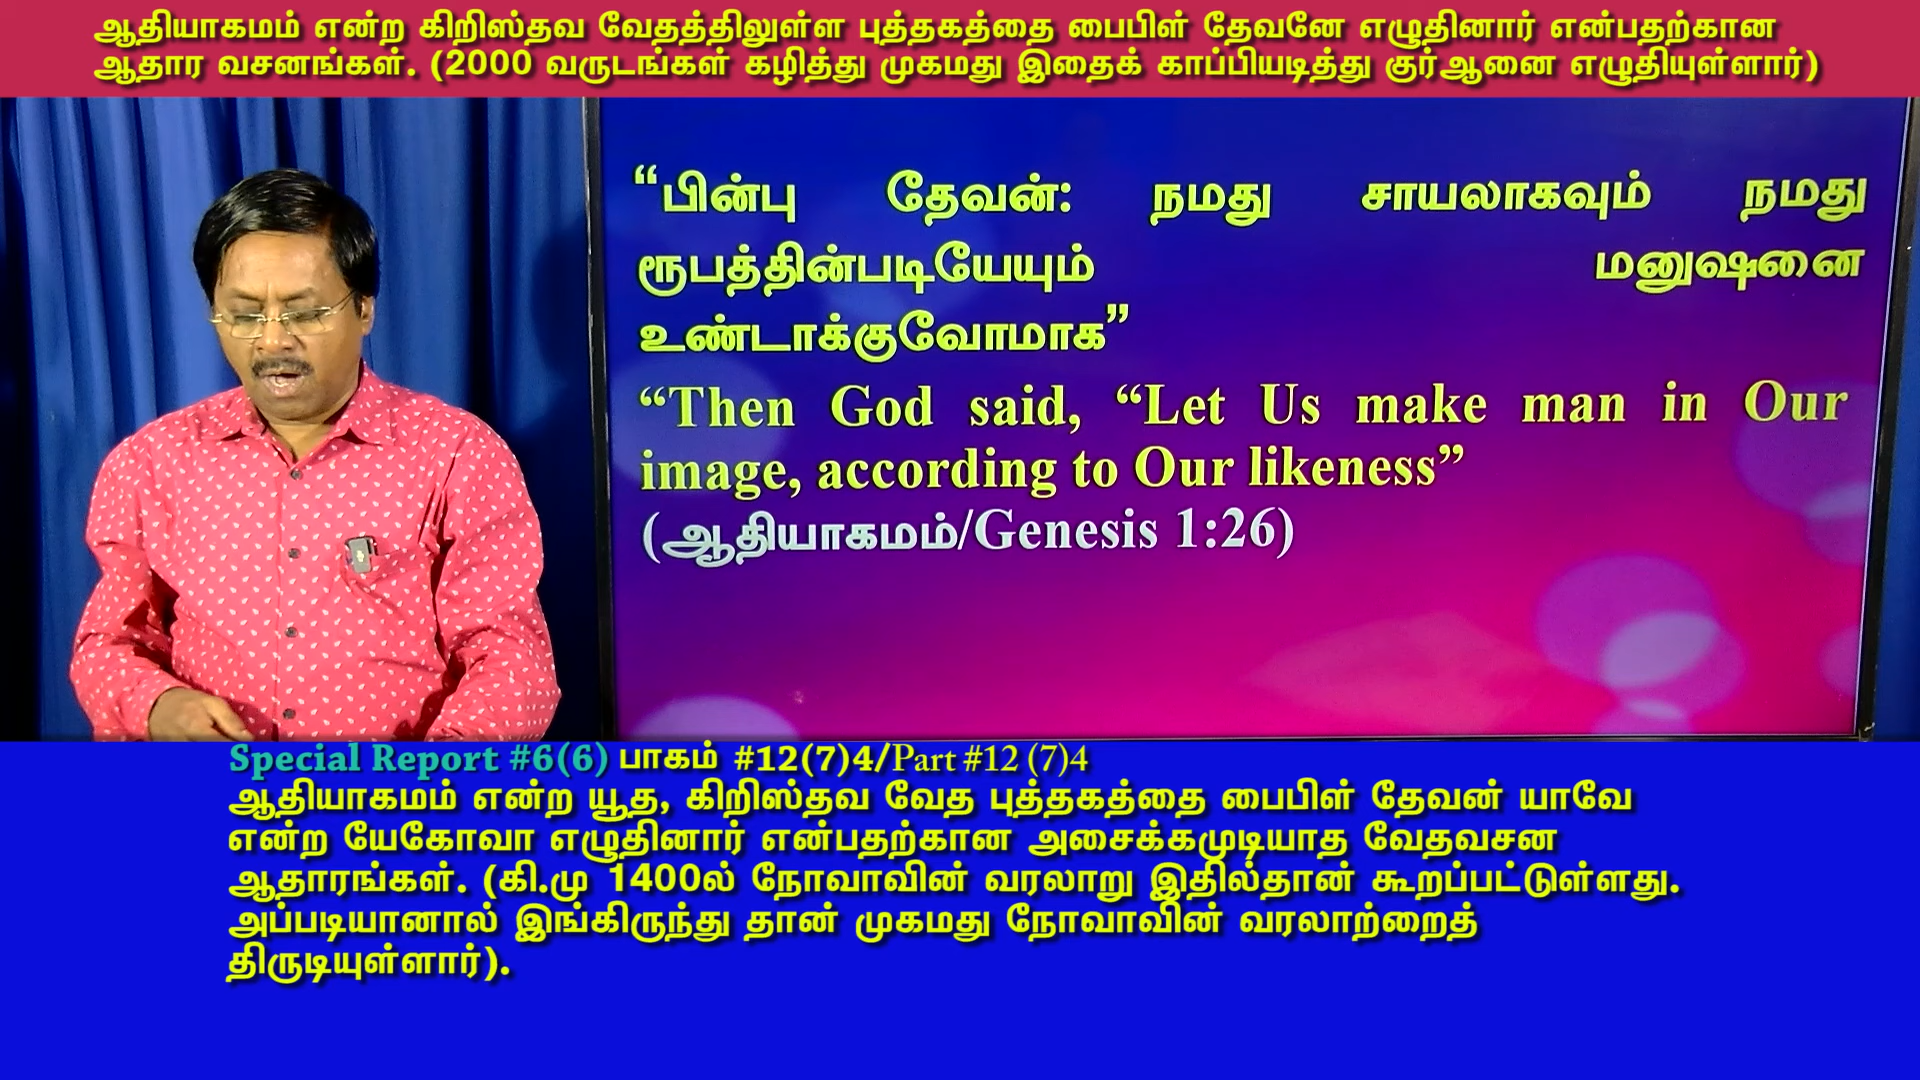 ஆதியாகமம் என்ற கிறிஸ்தவ வேதத்திலுள்ள புத்தகத்தை பைபிள் தேவனே எழுதினார் என்பதற்கான
ஆதார வசனங்கள். (2000 வருடங்கள் கழித்து முகமது இதைக் காப்பியடித்து குர்ஆனை எழுதியுள்ளார்)
“பின்பு தேவன்: நமது சாயலாகவும் நமது
ரூபத்தின்படியேயும் மனுஷனை
உண்டாக்குவோமாக”
“Then God said, “Let Us make man in Our
image, according to Our likeness”
(ஆதியாகமம்/Genesis 1:26)
Special Report #6(6) பாகம் #12(7)4/Part #12 (7)4
ஆதியாகமம் என்ற யூத, கிறிஸ்தவ வேத புத்தகத்தை பைபிள் தேவன் யாவே
என்ற யேகோவா எழுதினார் என்பதற்கான அசைக்கமுடியாத வேதவசன
ஆதாரங்கள். (கி.மு 1400ல் நோவாவின் வரலாறு இதில்தான் கூறப்பட்டுள்ளது.
அப்படியானால் இங்கிருந்து தான் முகமது நோவாவின் வரலாற்றைத்
திருடியுள்ளார்).